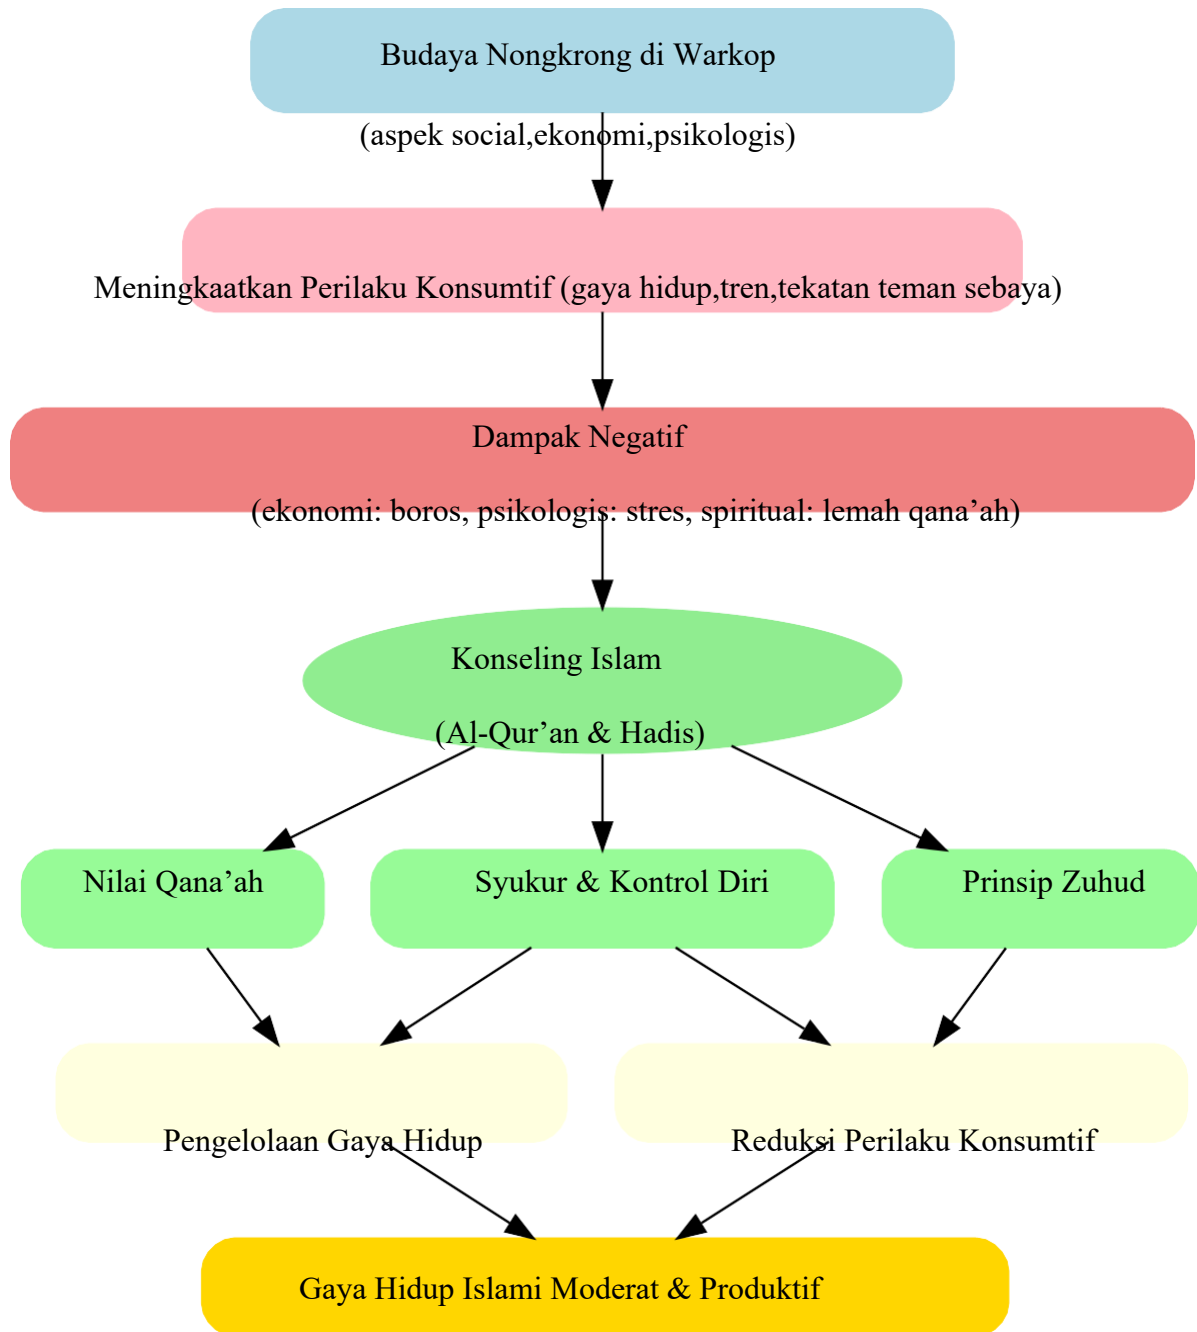 Budaya Nongkrong di Warkop
(aspek social,ekonomi,psikologis)
Meningkaatkan Perilaku Konsumtif (gaya hidup,tren,tekatan teman sebaya)
Dampak Negatif
(ekonomi: boros, psikologis: stres, spiritual: lemah qana’ah)
Konseling Islam
(Al-Qur’an & Hadis)
Nilai Qana’ah
Syukur & Kontrol Diri
Prinsip Zuhud
Pengelolaan Gaya Hidup
Reduksi Perilaku Konsumtif
Gaya Hidup Islami Moderat & Produktif